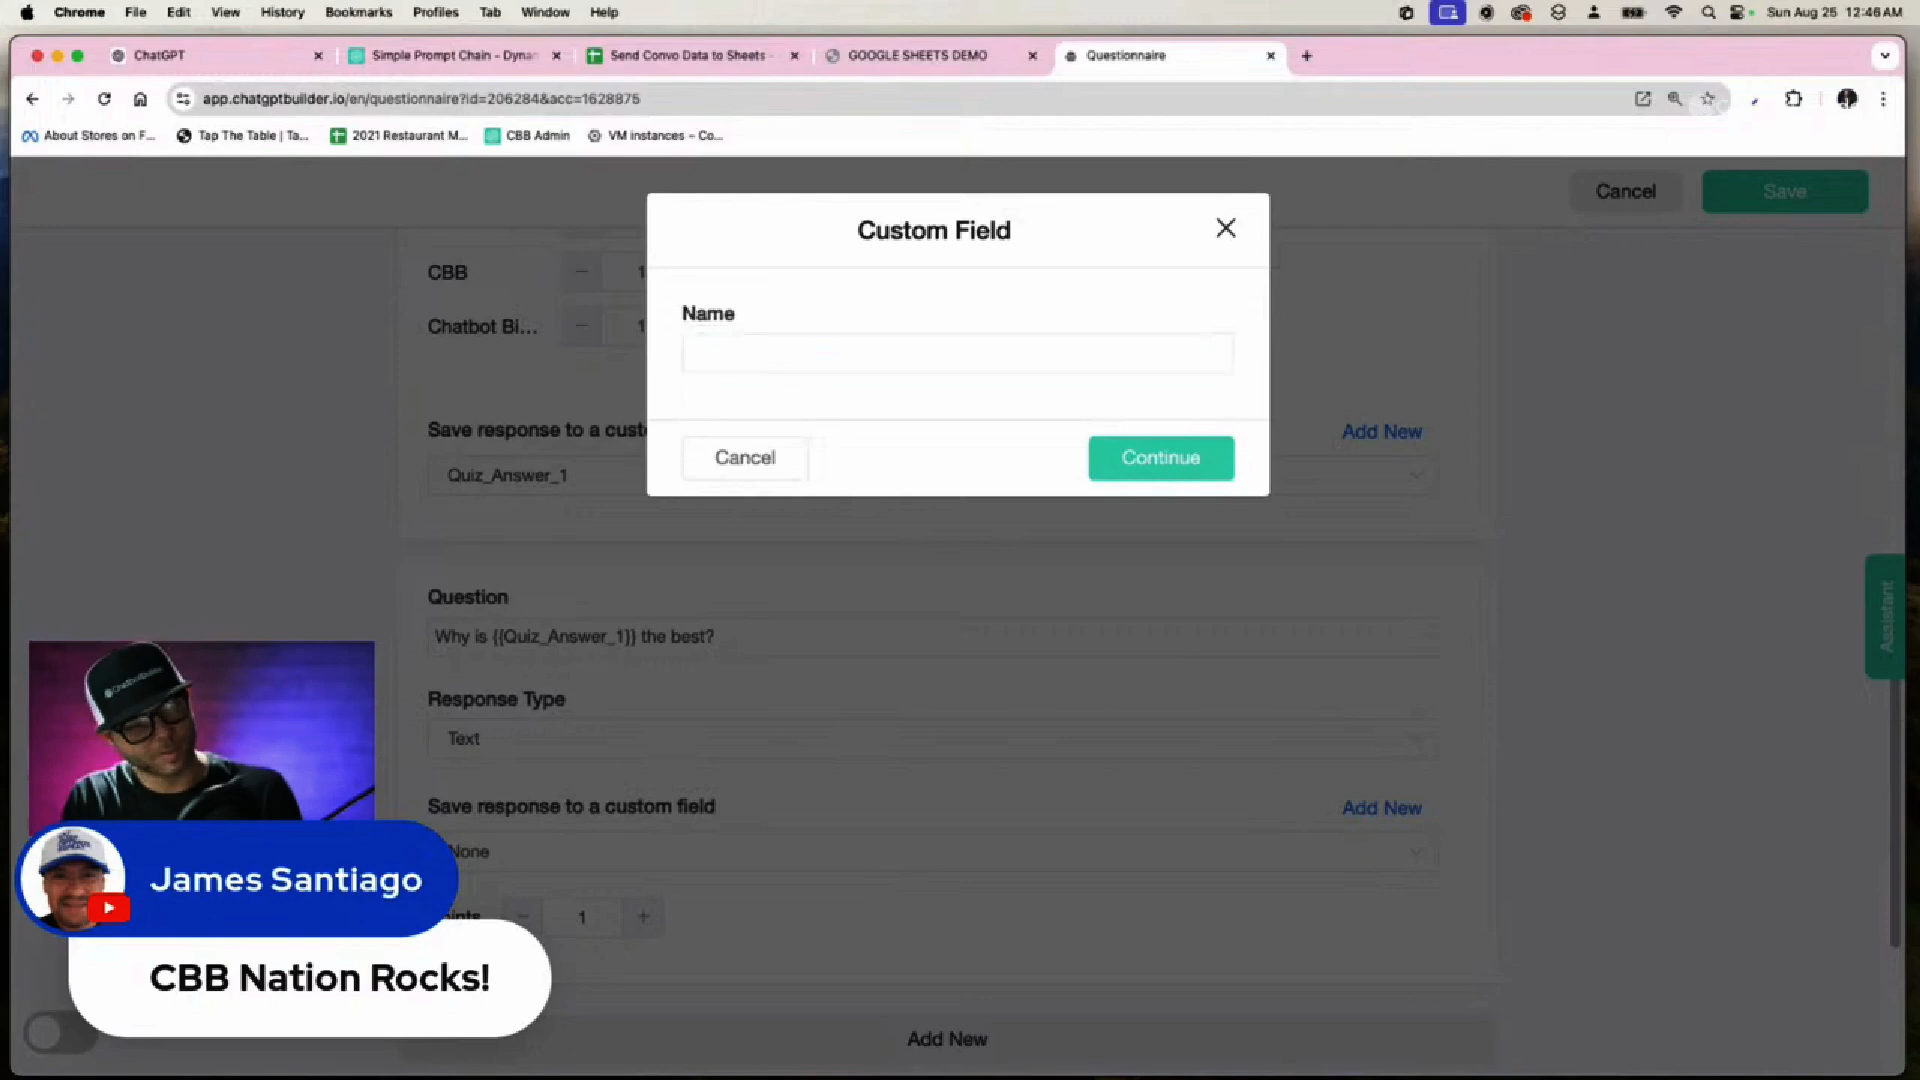 Chrome File Edit View History Bookmarks Profiles Tab Window Help
Sun Aug 25 12:46 AM
ChatGPT
Simple Prompt Chain - Dynam
Send Convo Data to Sheets -
GOOGLE SHEETS DEMO
Questionnaire
app.chatgptbuilder.io/en/questionnaire?id=206284&acc=1628875
About Stores on F...
Tap The Table | Ta...
2021 Restaurant M...
CBB Admin
VM instances – Co...
Cancel
Save
Custom Field
CBB
1
Name
Chatbot Bi...
1
Save response to a custo
Add New
Cancel
Continue
Quiz_Answer_1
Question
Why is {{Quiz_Answer_1}} the best?
Assistant
Response Type
Text
Save response to a custom field
Add New
None
1
James Santiago
CBB Nation Rocks!
Add New